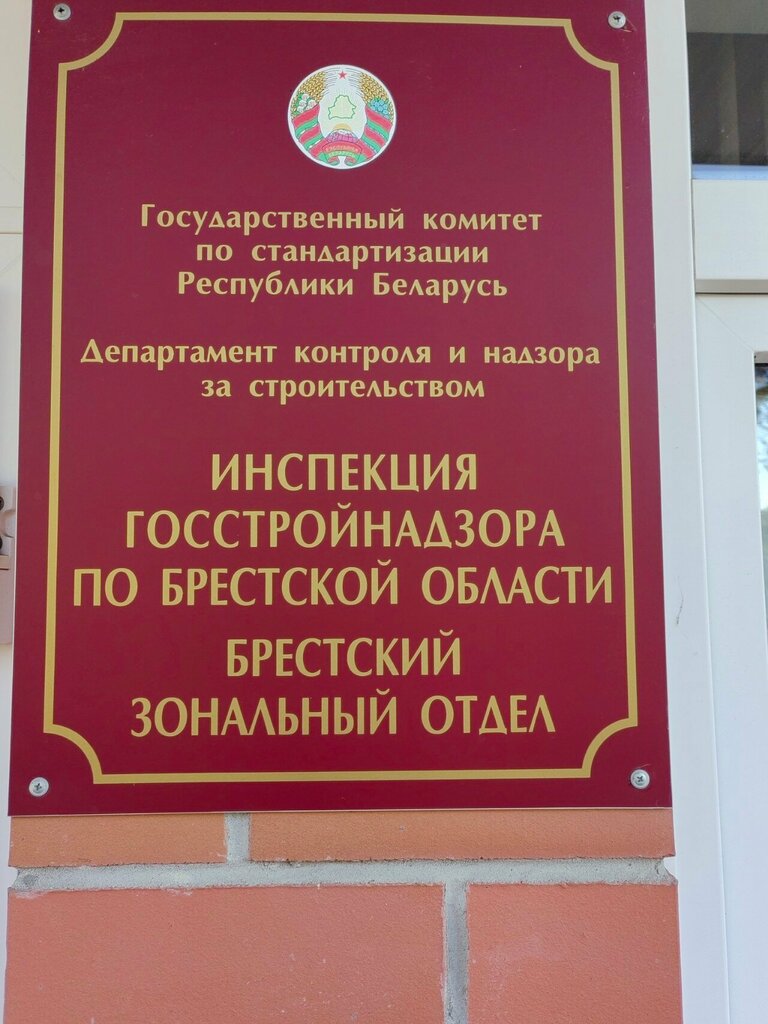 Государственный комитет
по стандартизации
Республики Беларусь
Департамент контроля и надзора
за строительством
ИНСПЕКЦИЯ
ГОССТРОЙНАДЗОРА
ПО БРЕСТСКОЙ ОБЛАСТИ
БРЕСТСКИЙ
ЗОНАЛЬНЫЙ ОТДЕЛ